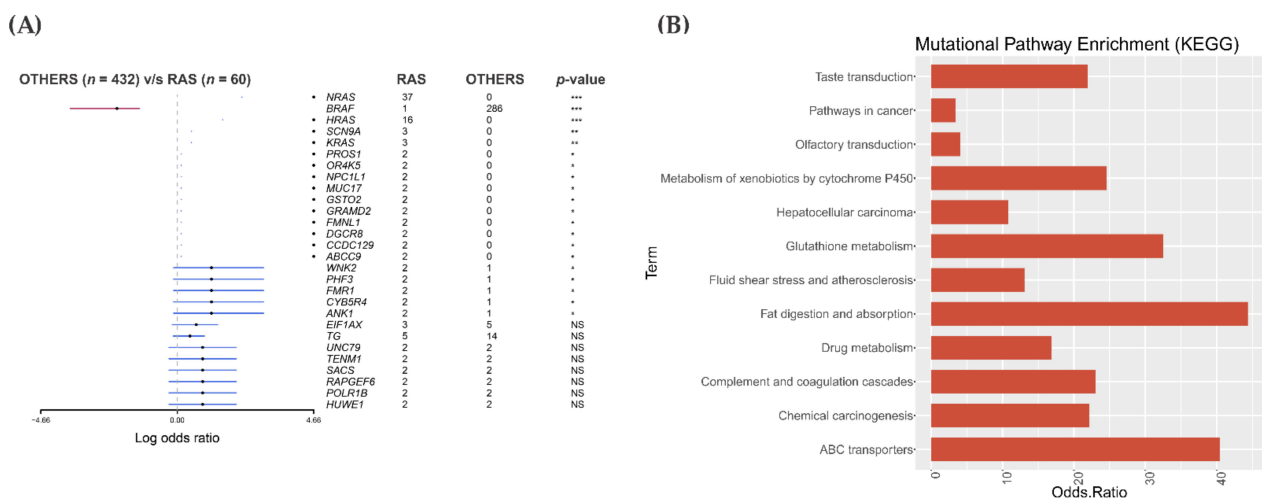 (A)
OTHERS (n = 432) v/s RAS (n = 60) RAS OTHERS p-value
NRAS 37 0 ***
BRAF 1 286 ***
HRAS 16 0 ***
SCN9A 3 0 **
KRAS 3 0 **
PROS1 2 0 *
OR4K5 2 0 *
NPC1L1 2 0 *
MUC17 2 0 *
GSTO2 2 0 *
GRAMD2 2 0 *
FMNL1 2 0 *
DGCR8 2 0 *
CCDC129 2 0 *
ABCC9 2 0 *
WNK2 2 1 *
PHF3 2 1 *
FMR1 2 1 *
CYB5R4 2 1 *
ANK1 2 1 *
EIF1AX 3 5 NS
TG 5 14 NS
UNC79 2 2 NS
TENM1 2 2 NS
SACS 2 2 NS
RAPGEF6 2 2 NS
POLR1B 2 2 NS
HUWE1 2 2 NS
-4.66 0.00 4.66
Log odds ratio
(B)
Mutational Pathway Enrichment (KEGG)
Term
Taste transduction
Pathways in cancer
Olfactory transduction
Metabolism of xenobiotics by cytochrome P450
Hepatocellular carcinoma
Glutathione metabolism
Fluid shear stress and atherosclerosis
Fat digestion and absorption
Drug metabolism
Complement and coagulation cascades
Chemical carcinogenesis
ABC transporters
0 10 20 30 40
Odds.Ratio